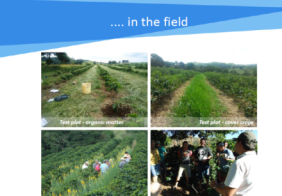 .... in the field
Test plot - organic matter
Test plot - cover crops